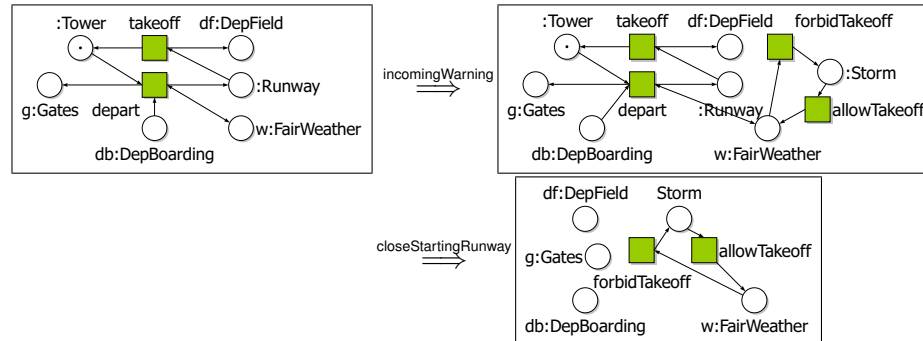 :Tower takeoff df:DepField
:Runway
g:Gates depart
w:FairWeather
db:DepBoarding
incomingWarning
:Tower takeoff df:DepField forbidTakeoff
:Storm
g:Gates depart :Runway allowTakeoff
db:DepBoarding w:FairWeather
closeStartingRunway
df:DepField Storm
g:Gates allowTakeoff
forbidTakeoff
db:DepBoarding w:FairWeather